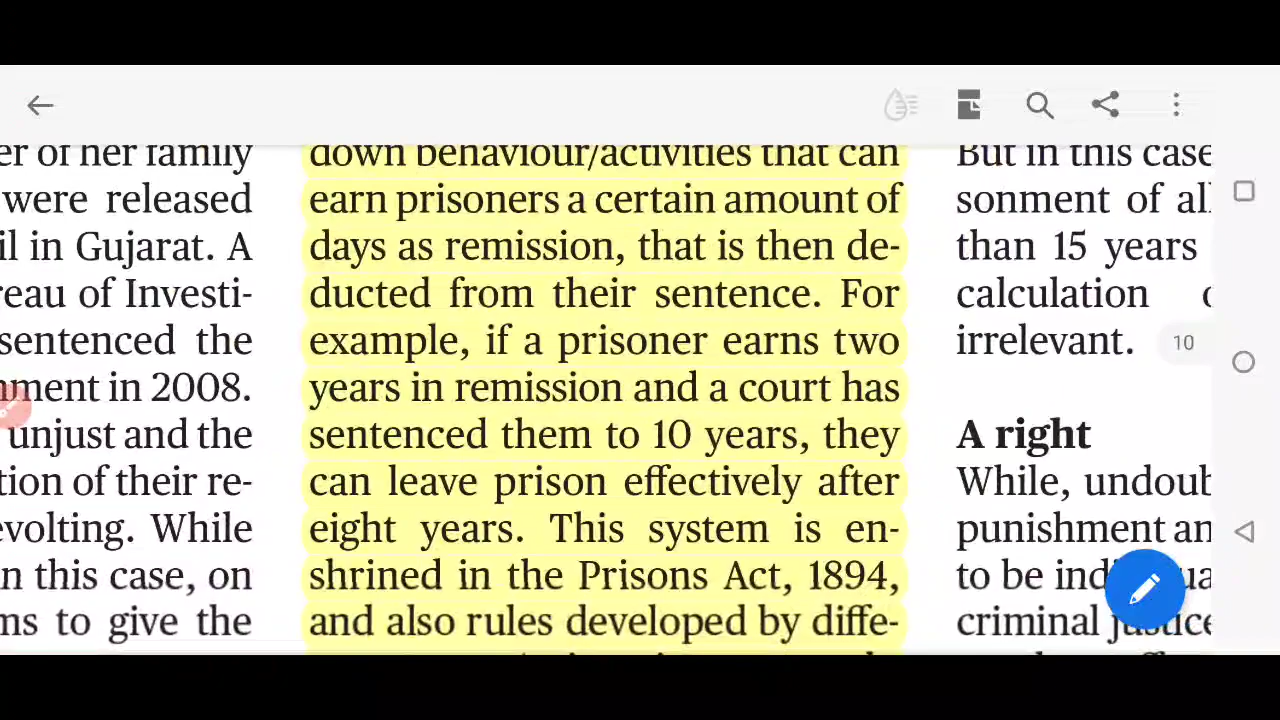 er of her family
were released
il in Gujarat. A
reau of Investi-
sentenced the
nment in 2008.
unjust and the
tion of their re-
evolting. While
n this case, on
ms to give the
down behaviour/activities that can
earn prisoners a certain amount of
days as remission, that is then de-
ducted from their sentence. For
example, if a prisoner earns two
years in remission and a court has
sentenced them to 10 years, they
can leave prison effectively after
eight years. This system is en-
shrined in the Prisons Act, 1894,
and also rules developed by diffe-
But in this case
sonment of all
than 15 years
calculation
irrelevant.
10
A right
While, undoub
punishment an
to be ind
criminal justice